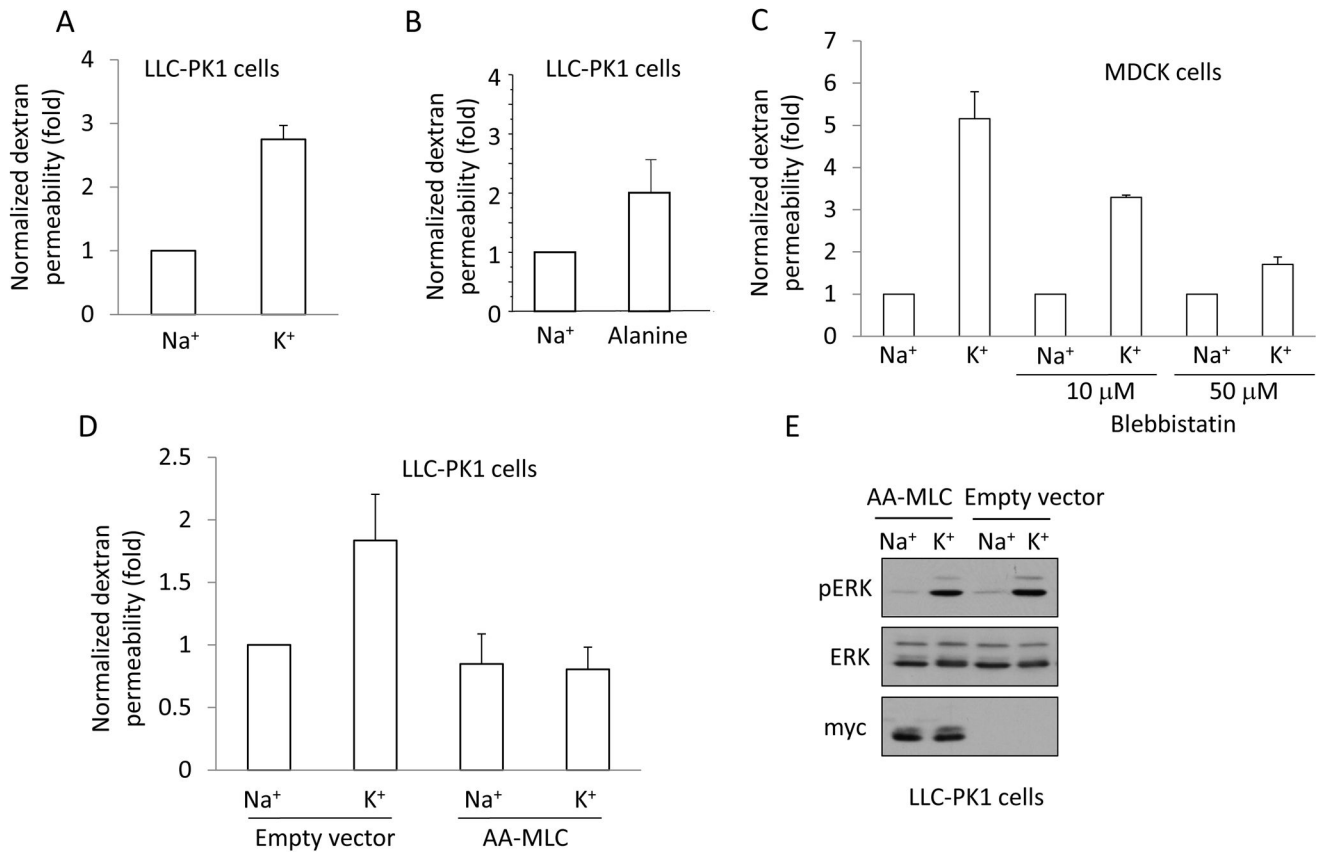 A
LLC-PK1 cells
Normalized dextran
permeability (fold)
4
3
2
1
0
Na⁺ K⁺
B
LLC-PK1 cells
Normalized dextran
permeability (fold)
4
3
2
1
0
Na⁺ Alanine
C
MDCK cells
Normalized dextran
permeability (fold)
7
6
5
4
3
2
1
0
Na⁺ K⁺ Na⁺ K⁺ Na⁺ K⁺
10 μM 50 μM
Blebbistatin
D
LLC-PK1 cells
Normalized dextran
permeability (fold)
2.5
2
1.5
1
0.5
0
Na⁺ K⁺ Na⁺ K⁺
Empty vector AA-MLC
E
AA-MLC Empty vector
Na⁺ K⁺ Na⁺ K⁺
pERK
ERK
myc
LLC-PK1 cells